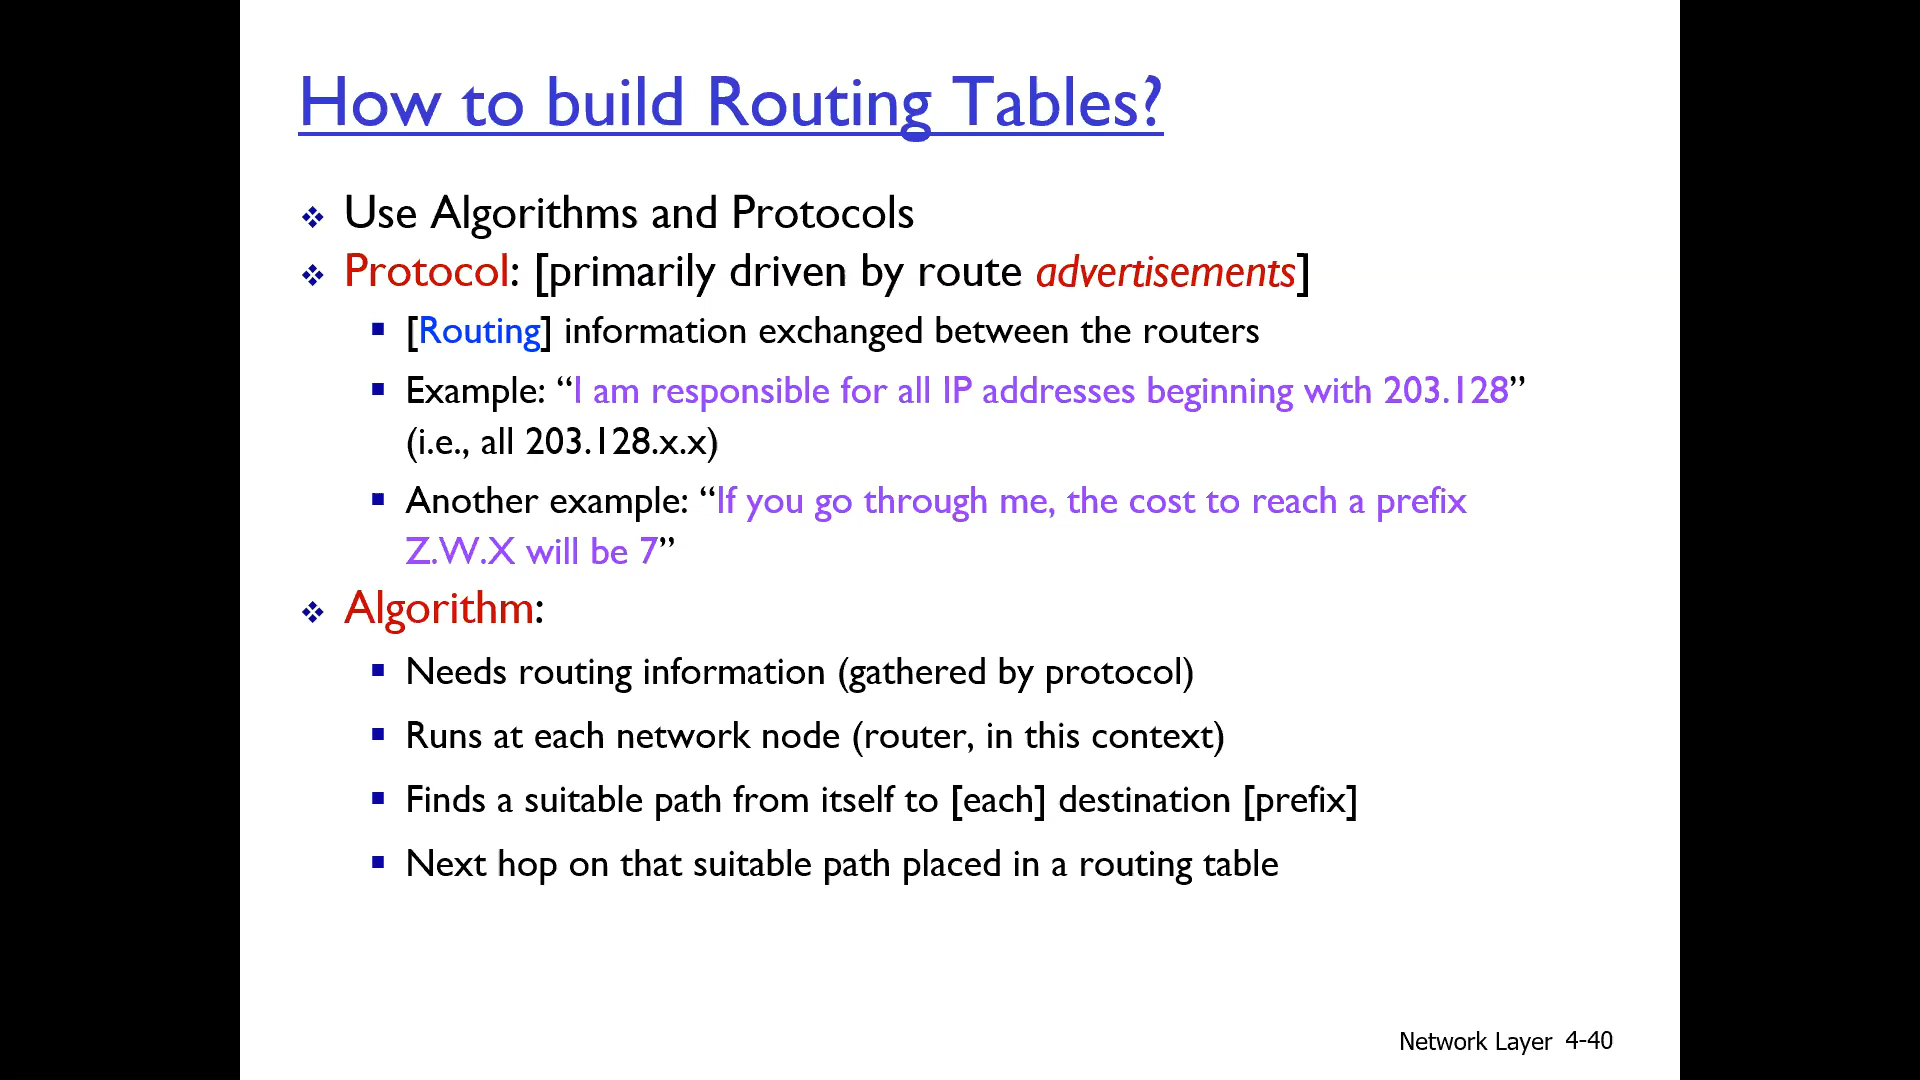 How to build Routing Tables?
❖ Use Algorithms and Protocols
❖ Protocol: [primarily driven by route advertisements]
▪ [Routing] information exchanged between the routers
▪ Example: “I am responsible for all IP addresses beginning with 203.128”
(i.e., all 203.128.x.x)
▪ Another example: “If you go through me, the cost to reach a prefix
Z.W.X will be 7”
❖ Algorithm:
▪ Needs routing information (gathered by protocol)
▪ Runs at each network node (router, in this context)
▪ Finds a suitable path from itself to [each] destination [prefix]
▪ Next hop on that suitable path placed in a routing table
Network Layer 4-40